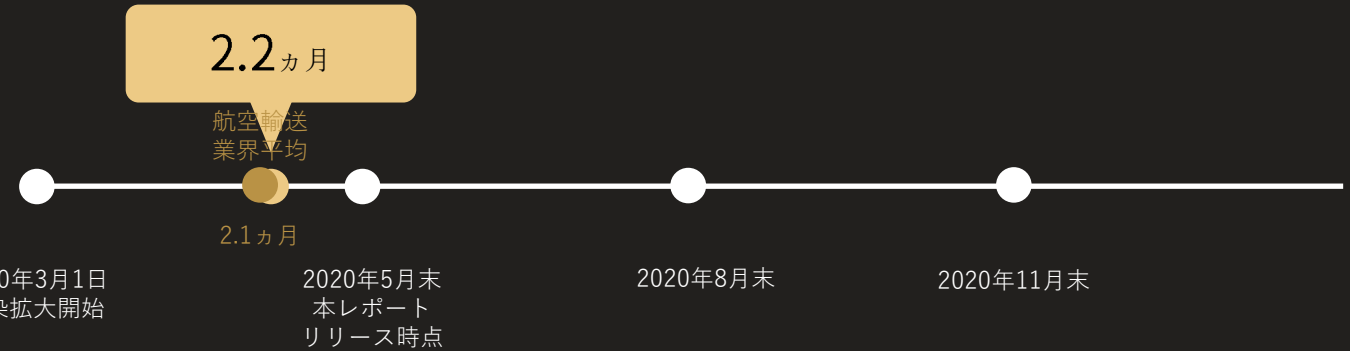 2.2ヵ月
航空輸送
業界平均
2.1ヵ月
0年3月1日
染拡大開始
2020年5月末
本レポート
リリース時点
2020年8月末
2020年11月末